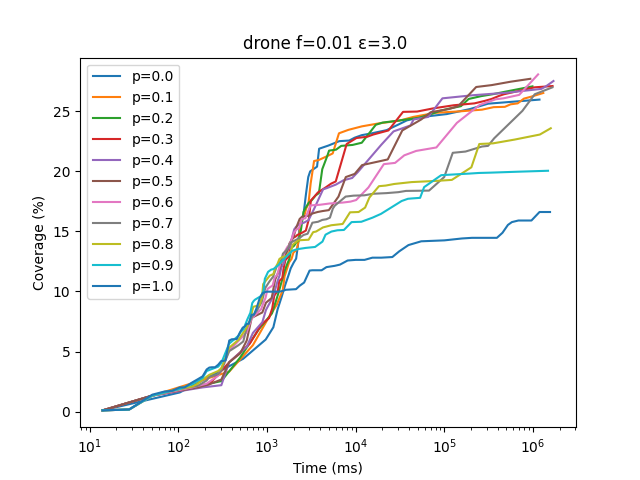 drone f=0.01 ε=3.0
p=0.0
p=0.1
p=0.2
p=0.3
p=0.4
p=0.5
p=0.6
p=0.7
p=0.8
p=0.9
p=1.0
Coverage (%)
25
20
15
10
5
0
10¹ 10² 10³ 10⁴ 10⁵ 10⁶
Time (ms)